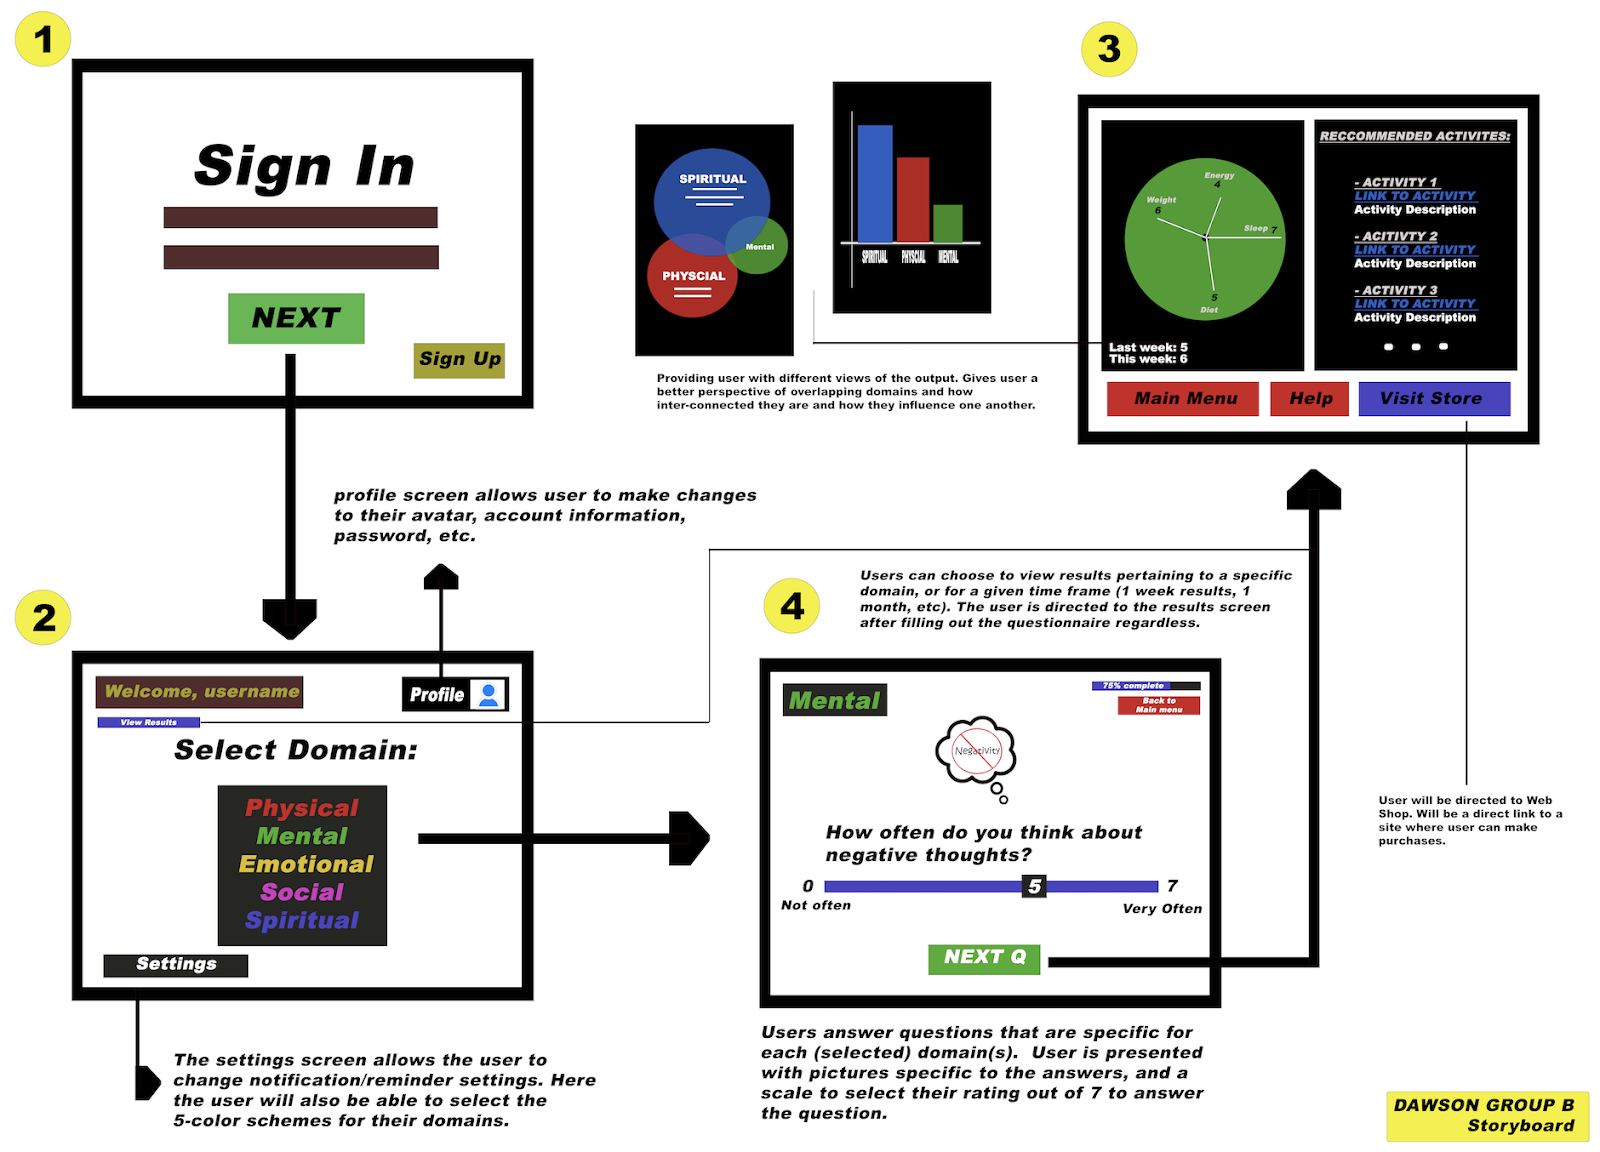 1
Sign In
NEXT
Sign Up
SPIRITUAL
Mental
PHYSCIAL
SPIRITUAL
PHYSCIAL
MENTAL
Providing user with different views of the output. Gives user a
better perspective of overlapping domains and how
inter-connected they are and how they influence one another.
3
Energy
4
Weight
6
Sleep 7
5
Diet
Last week: 5
This week: 6
RECCOMMENDED ACTIVITES:
- ACTIVITY 1
LINK TO ACTIVITY
Activity Description
- ACITIVTY 2
LINK TO ACTIVITY
Activity Description
- ACTIVITY 3
LINK TO ACTIVITY
Activity Description
Main Menu
Help
Visit Store
profile screen allows user to make changes
to their avatar, account information,
password, etc.
2
Welcome, username
Profile
View Results
Select Domain:
Physical
Mental
Emotional
Social
Spiritual
Settings
The settings screen allows the user to
change notification/reminder settings. Here
the user will also be able to select the
5-color schemes for their domains.
4
Users can choose to view results pertaining to a specific
domain, or for a given time frame (1 week results, 1
month, etc). The user is directed to the results screen
after filling out the questionnaire regardless.
Mental
75% complete
Back to
Main menu
Negativity
How often do you think about
negative thoughts?
0
5
7
Not often
Very Often
NEXT Q
Users answer questions that are specific for
each (selected) domain(s). User is presented
with pictures specific to the answers, and a
scale to select their rating out of 7 to answer
the question.
User will be directed to Web
Shop. Will be a direct link to a
site where user can make
purchases.
DAWSON GROUP B
Storyboard